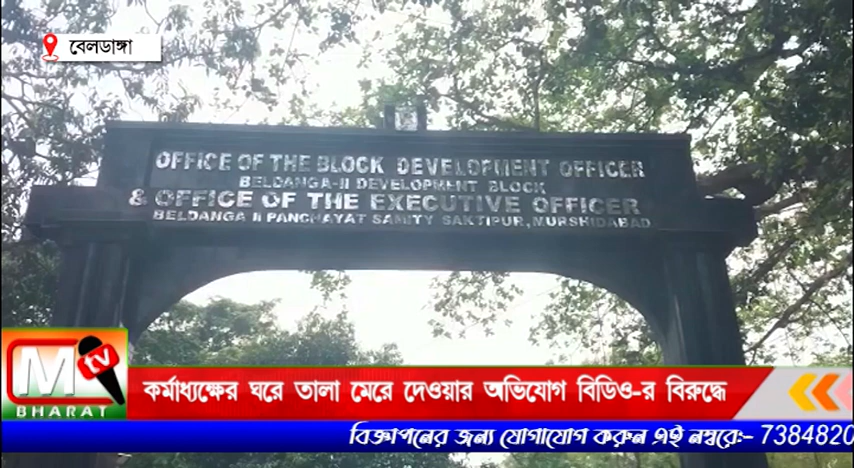 বেলডাঙ্গা
OFFICE OF THE BLOCK DEVELOPMENT OFFICER
BELDANGA-II DEVELOPMENT BLOCK
& OFFICE OF THE EXECUTIVE OFFICER
BELDANGA II PANCHAYAT SAMITY SAKTIPUR, MURSHIDABAD
M tv
BHARAT
কর্মাধ্যক্ষের ঘরে তালা মেরে দেওয়ার অভিযোগ বিডিও-র বিরুদ্ধে
বিজ্ঞাপনের জন্য যোগাযোগ করুন এই নম্বরে:- 7384820